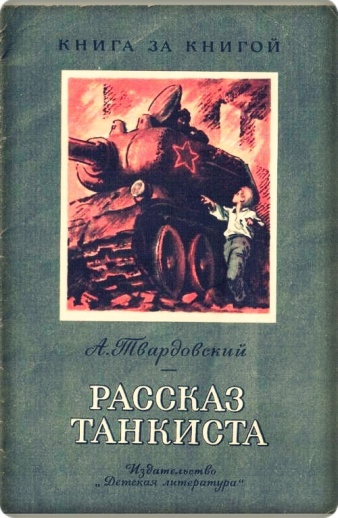 КНИГА ЗА КНИГОЙ
А. Твардовский
РАССКАЗ
ТАНКИСТА
Издательство
„Детская литература“